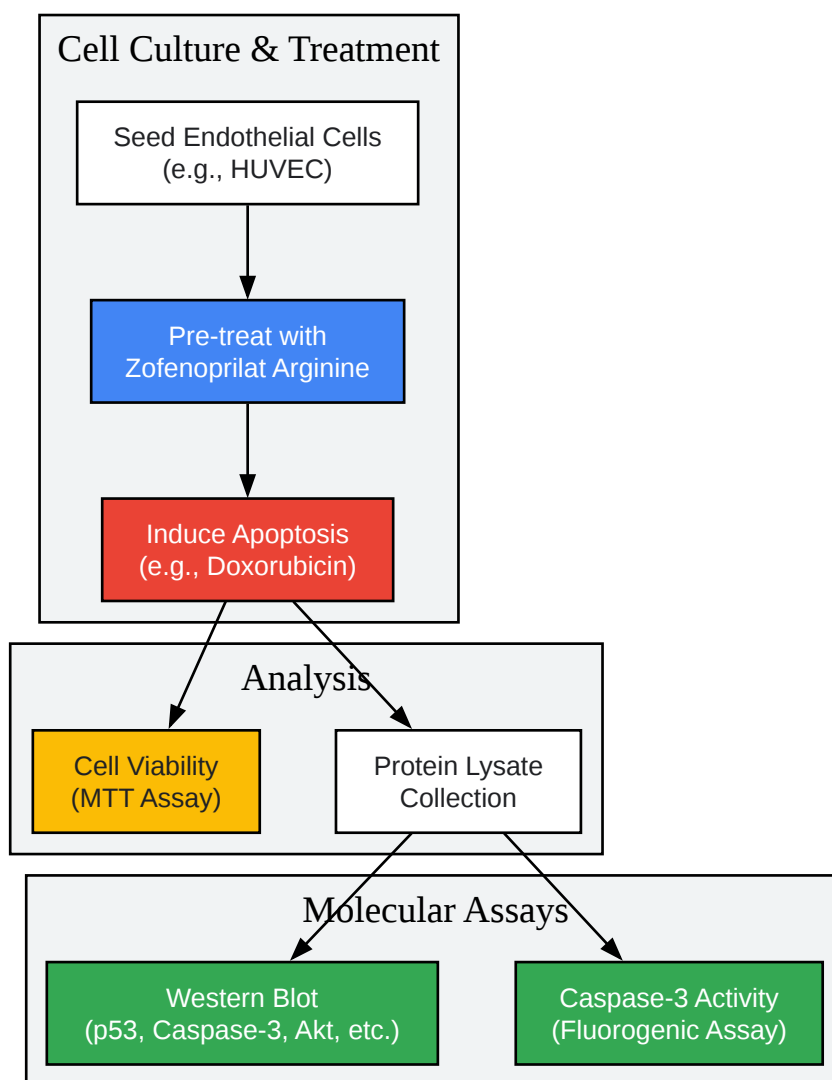 Cell Culture & Treatment
Seed Endothelial Cells
(e.g., HUVEC)
Pre-treat with
Zofenoprilat Arginine
Induce Apoptosis
(e.g., Doxorubicin)
Analysis
Cell Viability
(MTT Assay)
Protein Lysate
Collection
Molecular Assays
Western Blot
(p53, Caspase-3, Akt, etc.)
Caspase-3 Activity
(Fluorogenic Assay)